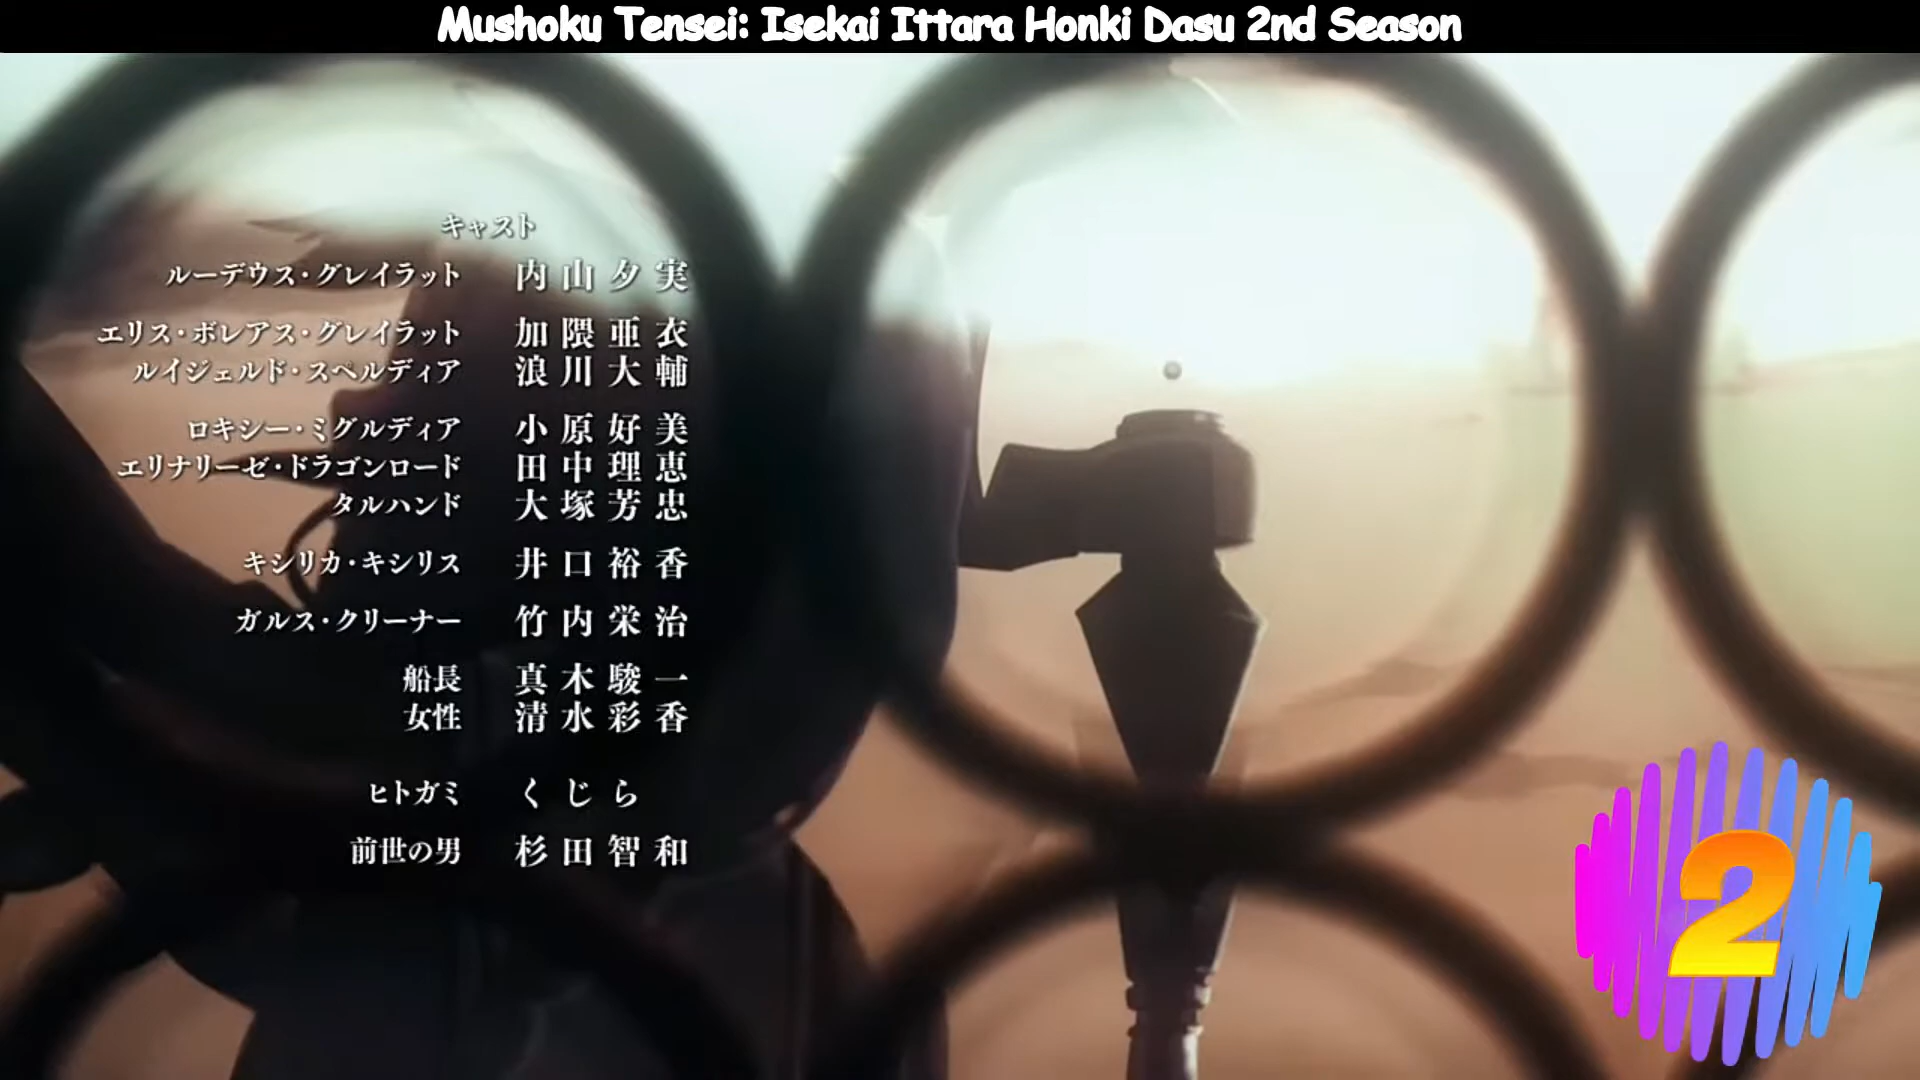 Mushoku Tensei: Isekai Ittara Honki Dasu 2nd Season
キャスト
ルーデウス・グレイラット 内山夕実
エリス・ボレアス・グレイラット 加隈亜衣
ルイジェルド・スペルディア 浪川大輔
ロキシー・ミグルディア 小原好美
エリナリーゼ・ドラゴンロード 田中理恵
タルハンド 大塚芳忠
キシリカ・キシリス 井口裕香
ガルス・クリーナー 竹内栄治
船長 真木駿一
女性 清水彩香
ヒトガミ くじら
前世の男 杉田智和
2